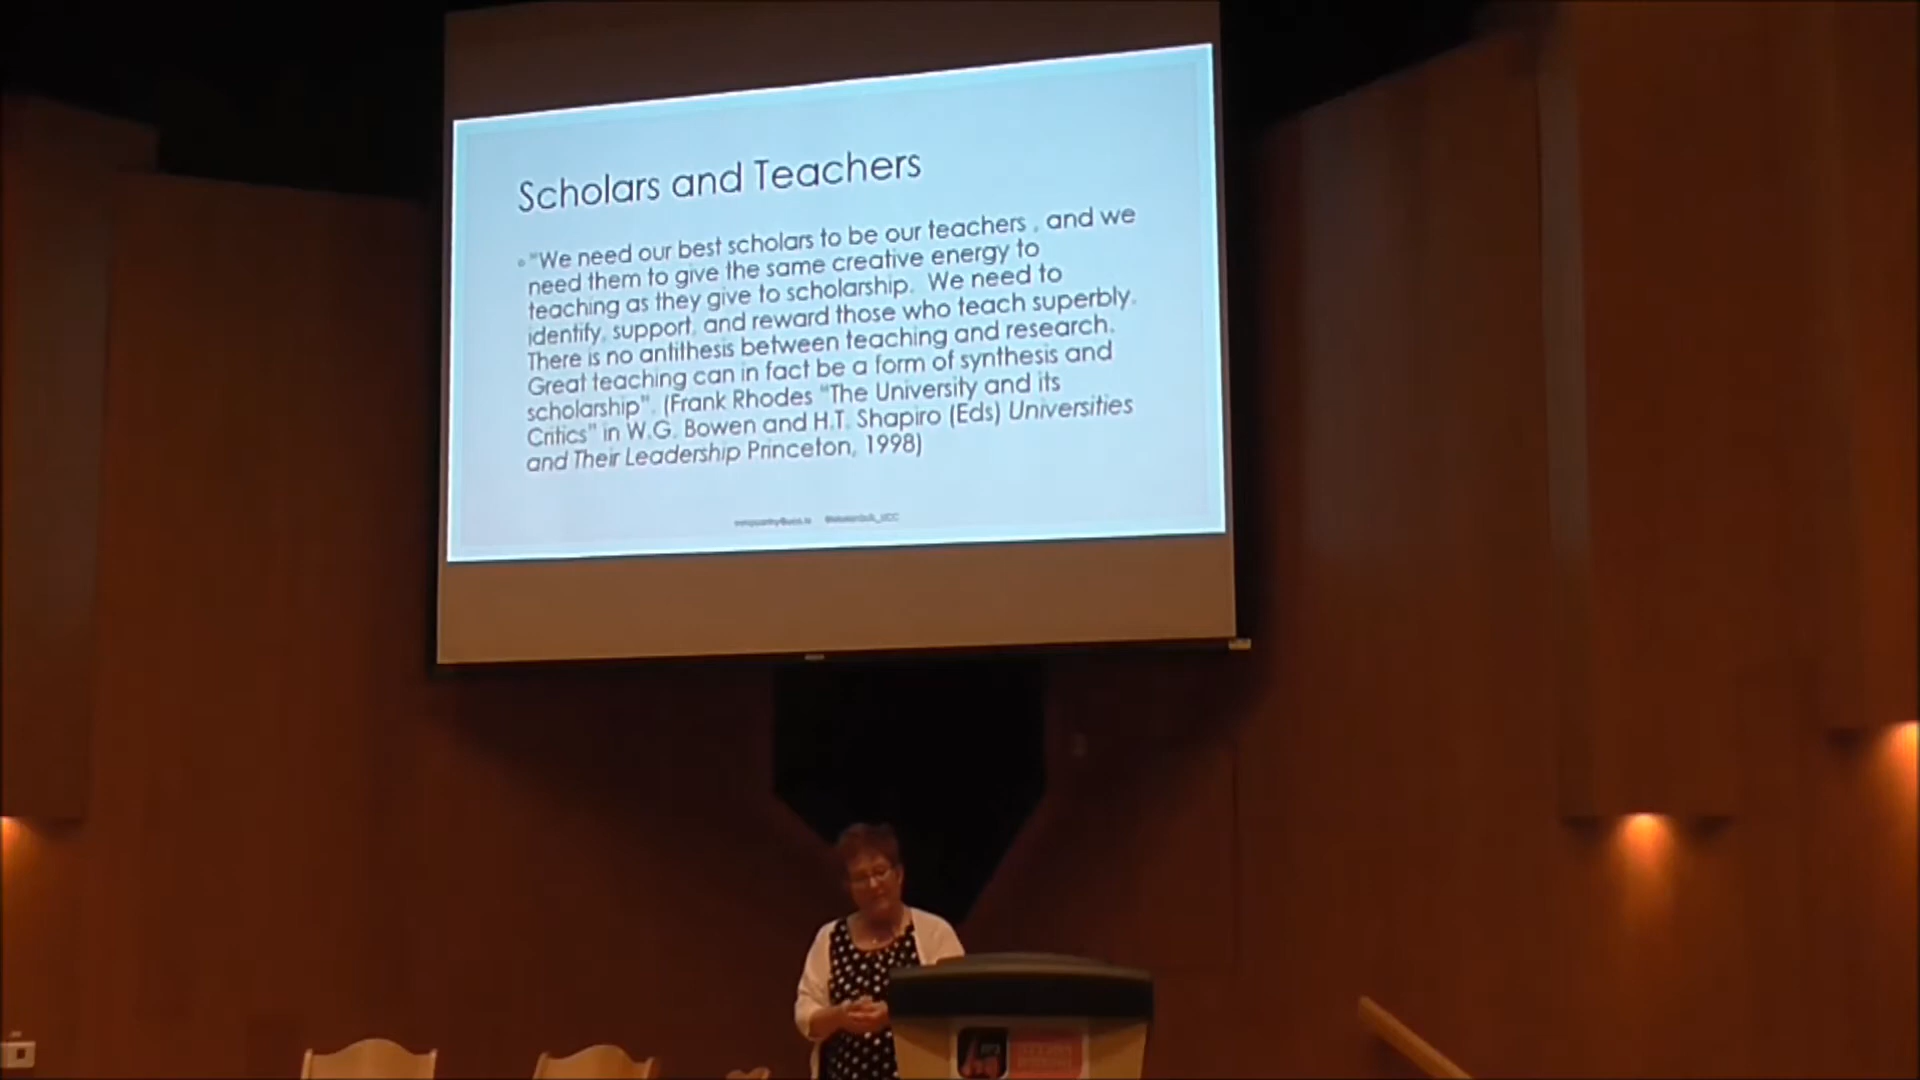 Scholars and Teachers
"We need our best scholars to be our teachers , and we
need them to give the same creative energy to
teaching as they give to scholarship. We need to
identify, support, and reward those who teach superbly.
There is no antithesis between teaching and research.
Great teaching can in fact be a form of synthesis and
scholarship". (Frank Rhodes "The University and its
Critics" in W.G. Bowen and H.T. Shapiro (Eds) Universities
and Their Leadership Princeton, 1998)